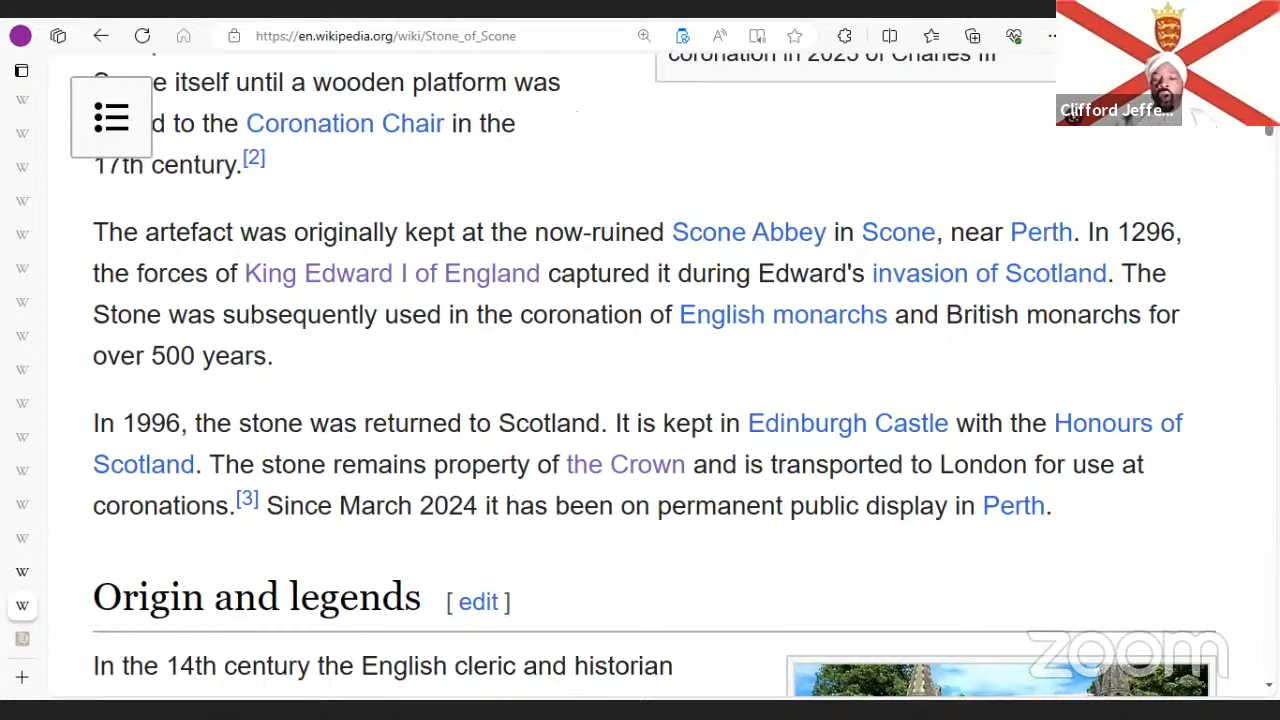 https://en.wikipedia.org/wiki/Stone_of_Scone
Clifford Jeffe...
coronation in 2023 of Charles III
itself until a wooden platform was
d to the Coronation Chair in the
17th century.[2]
The artefact was originally kept at the now-ruined Scone Abbey in Scone, near Perth. In 1296,
the forces of King Edward I of England captured it during Edward's invasion of Scotland. The
Stone was subsequently used in the coronation of English monarchs and British monarchs for
over 500 years.
In 1996, the stone was returned to Scotland. It is kept in Edinburgh Castle with the Honours of
Scotland. The stone remains property of the Crown and is transported to London for use at
coronations.[3] Since March 2024 it has been on permanent public display in Perth.
Origin and legends [ edit ]
In the 14th century the English cleric and historian
zoom